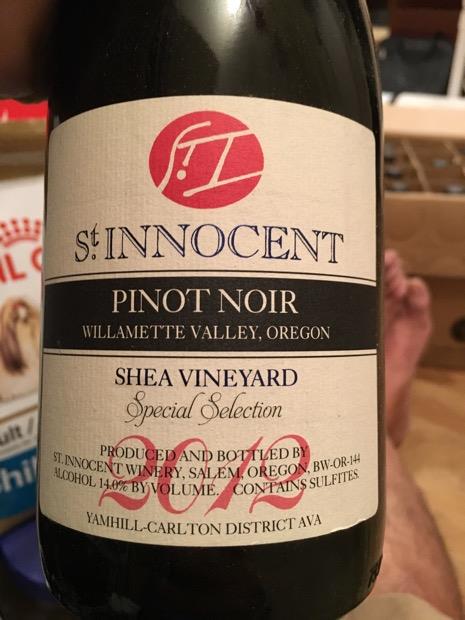 St. INNOCENT
PINOT NOIR
WILLAMETTE VALLEY, OREGON
SHEA VINEYARD
Special Selection
2012
PRODUCED AND BOTTLED BY
ST. INNOCENT WINERY, SALEM, OREGON, BW-OR-144
ALCOHOL 14.0% BY VOLUME. CONTAINS SULFITES.
YAMHILL-CARLTON DISTRICT AVA